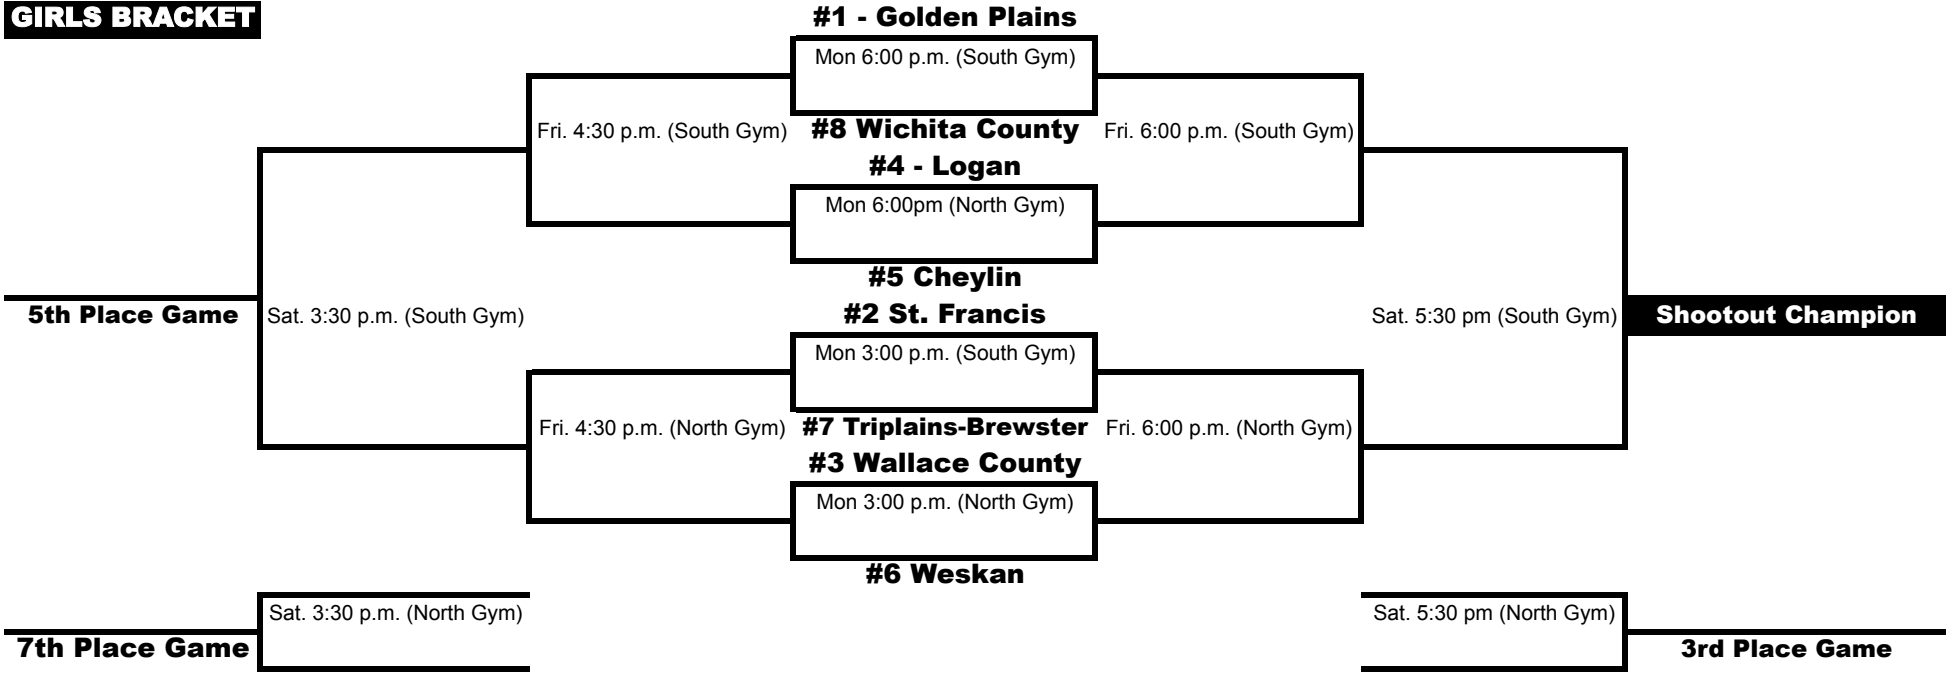 GIRLS BRACKET
#1 - Golden Plains
Mon 6:00 p.m. (South Gym)
Fri. 4:30 p.m. (South Gym)
#8 Wichita County
Fri. 6:00 p.m. (South Gym)
#4 - Logan
Mon 6:00pm (North Gym)
#5 Cheylin
5th Place Game
Sat. 3:30 p.m. (South Gym)
#2 St. Francis
Sat. 5:30 pm (South Gym)
Shootout Champion
Mon 3:00 p.m. (South Gym)
Fri. 4:30 p.m. (North Gym)
#7 Triplains-Brewster
Fri. 6:00 p.m. (North Gym)
#3 Wallace County
Mon 3:00 p.m. (North Gym)
#6 Weskan
Sat. 3:30 p.m. (North Gym)
Sat. 5:30 pm (North Gym)
7th Place Game
3rd Place Game